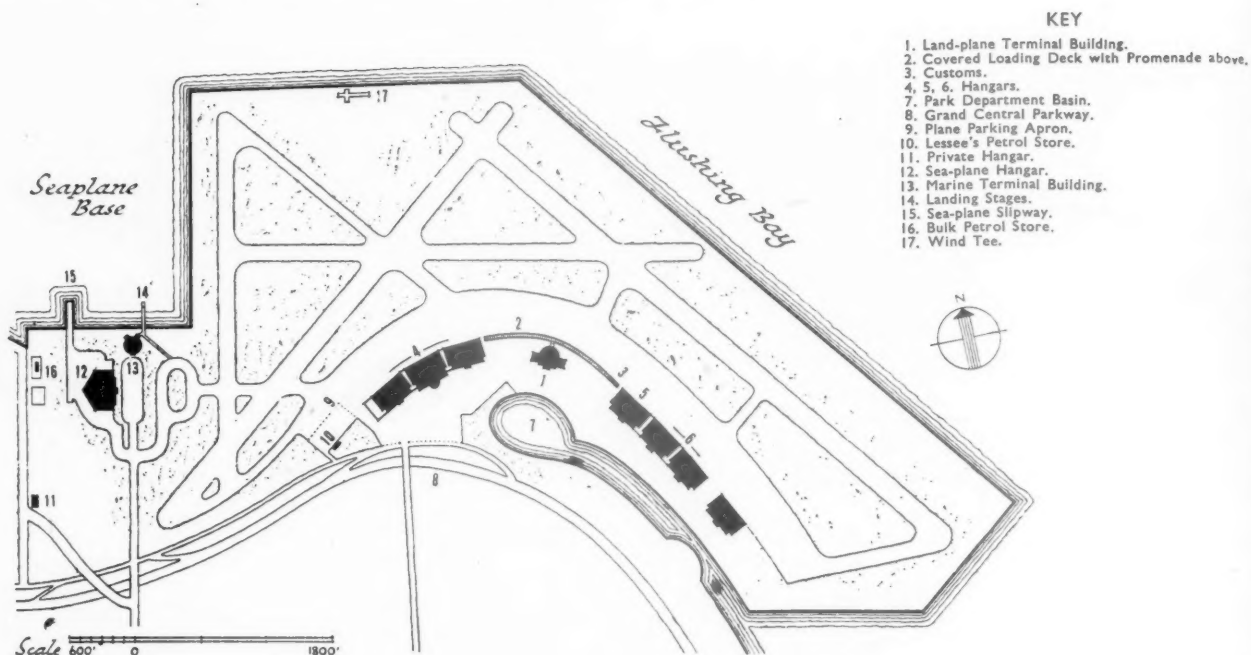 KEY
1. Land-plane Terminal Building.
2. Covered Loading Deck with Promenade above.
3. Customs.
4, 5, 6. Hangars.
7. Park Department Basin.
8. Grand Central Parkway.
9. Plane Parking Apron.
10. Lessee's Petrol Store.
11. Private Hangar.
12. Sea-plane Hangar.
13. Marine Terminal Building.
14. Landing Stages.
15. Sea-plane Slipway.
16. Bulk Petrol Store.
17. Wind Tee.
17
Flushing Bay
Seaplane
Base
15
14
N
2
4
16
12
13
1
3
5
9
6
7
10
8
11
Scale 600' 0 1800'